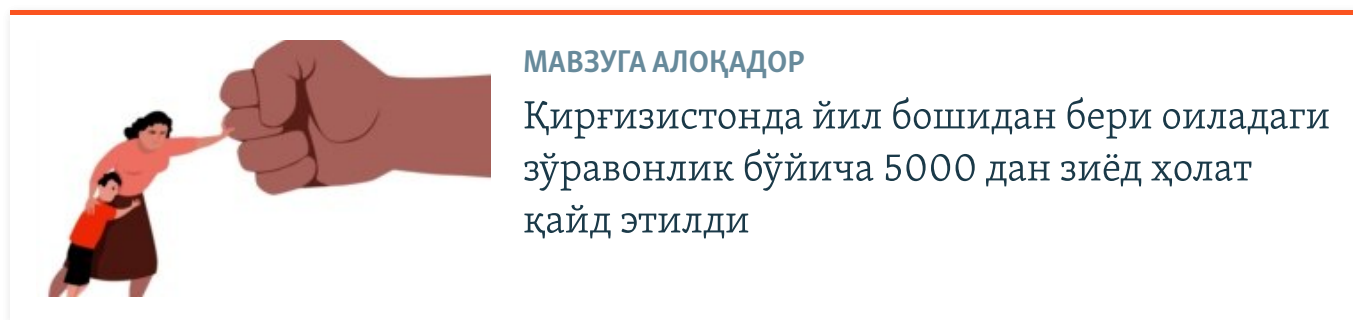 МАВЗУГА АЛОҚАДОР
Қирғизистонда йил бошидан бери оиладаги
зўравонлик бўйича 5000 дан зиёд ҳолат
қайд этилди